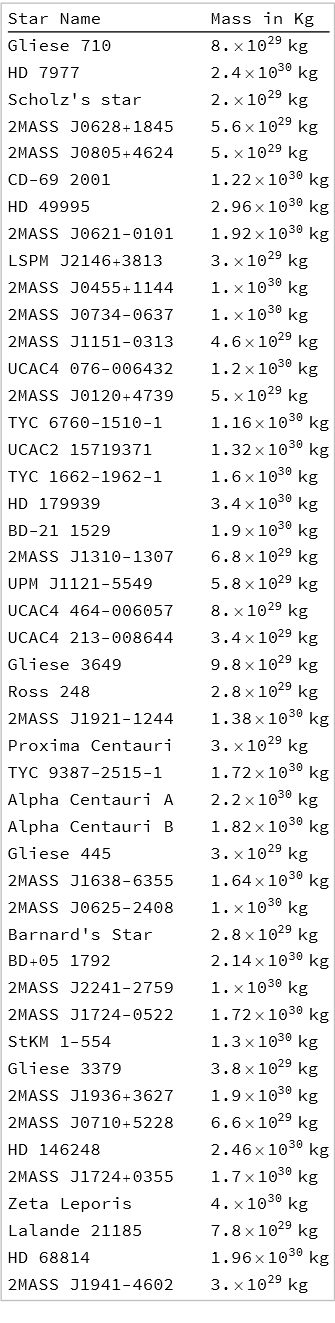 Star Name Mass in Kg
Gliese 710 8.×10²⁹ kg
HD 7977 2.4×10³⁰ kg
Scholz's star 2.×10²⁹ kg
2MASS J0628+1845 5.6×10²⁹ kg
2MASS J0805+4624 5.×10²⁹ kg
CD-69 2001 1.22×10³⁰ kg
HD 49995 2.96×10³⁰ kg
2MASS J0621-0101 1.92×10³⁰ kg
LSPM J2146+3813 3.×10²⁹ kg
2MASS J0455+1144 1.×10³⁰ kg
2MASS J0734-0637 1.×10³⁰ kg
2MASS J1151-0313 4.6×10²⁹ kg
UCAC4 076-006432 1.2×10³⁰ kg
2MASS J0120+4739 5.×10²⁹ kg
TYC 6760-1510-1 1.16×10³⁰ kg
UCAC2 15719371 1.32×10³⁰ kg
TYC 1662-1962-1 1.6×10³⁰ kg
HD 179939 3.4×10³⁰ kg
BD-21 1529 1.9×10³⁰ kg
2MASS J1310-1307 6.8×10²⁹ kg
UPM J1121-5549 5.8×10²⁹ kg
UCAC4 464-006057 8.×10²⁹ kg
UCAC4 213-008644 3.4×10²⁹ kg
Gliese 3649 9.8×10²⁹ kg
Ross 248 2.8×10²⁹ kg
2MASS J1921-1244 1.38×10³⁰ kg
Proxima Centauri 3.×10²⁹ kg
TYC 9387-2515-1 1.72×10³⁰ kg
Alpha Centauri A 2.2×10³⁰ kg
Alpha Centauri B 1.82×10³⁰ kg
Gliese 445 3.×10²⁹ kg
2MASS J1638-6355 1.64×10³⁰ kg
2MASS J0625-2408 1.×10³⁰ kg
Barnard's Star 2.8×10²⁹ kg
BD+05 1792 2.14×10³⁰ kg
2MASS J2241-2759 1.×10³⁰ kg
2MASS J1724-0522 1.72×10³⁰ kg
StKM 1-554 1.3×10³⁰ kg
Gliese 3379 3.8×10²⁹ kg
2MASS J1936+3627 1.9×10³⁰ kg
2MASS J0710+5228 6.6×10²⁹ kg
HD 146248 2.46×10³⁰ kg
2MASS J1724+0355 1.7×10³⁰ kg
Zeta Leporis 4.×10³⁰ kg
Lalande 21185 7.8×10²⁹ kg
HD 68814 1.96×10³⁰ kg
2MASS J1941-4602 3.×10²⁹ kg